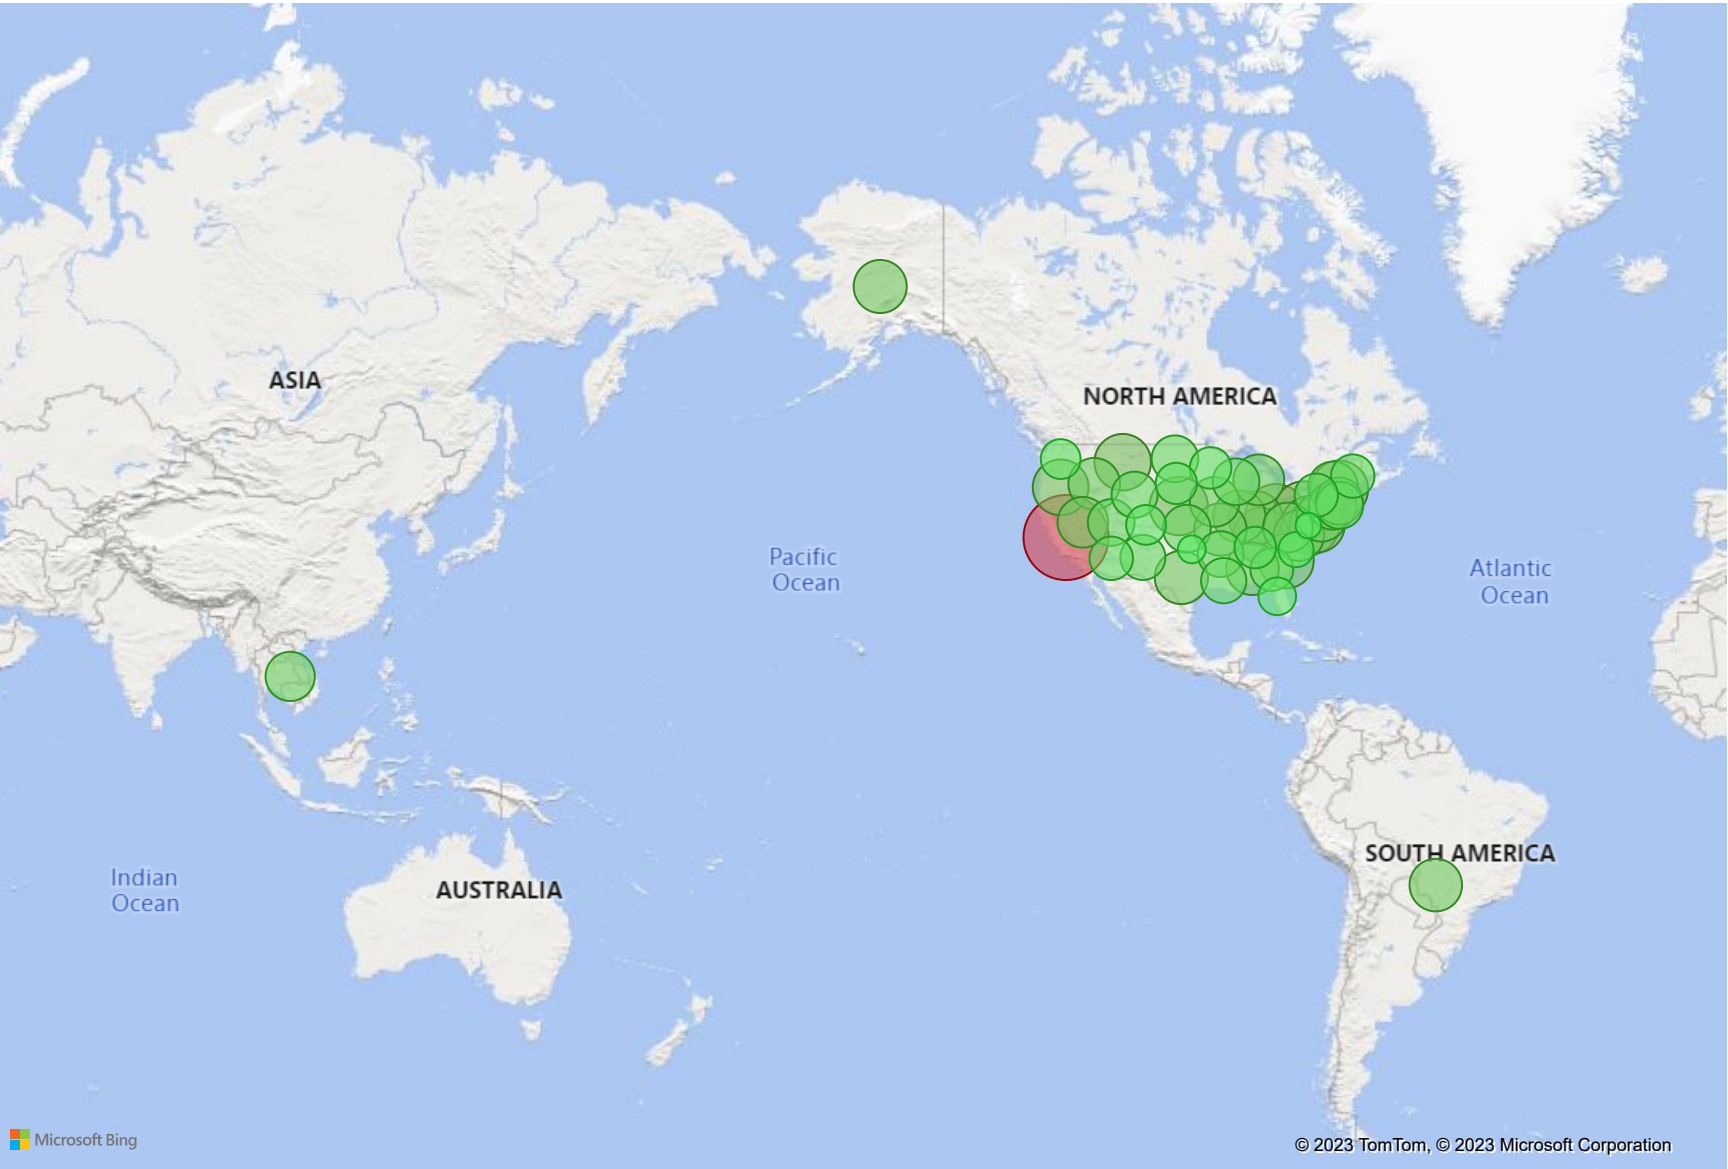 ASIA
NORTH AMERICA
Pacific
Ocean
Atlantic
Ocean
SOUTH AMERICA
Indian
Ocean
AUSTRALIA
Microsoft Bing
© 2023 TomTom, © 2023 Microsoft Corporation